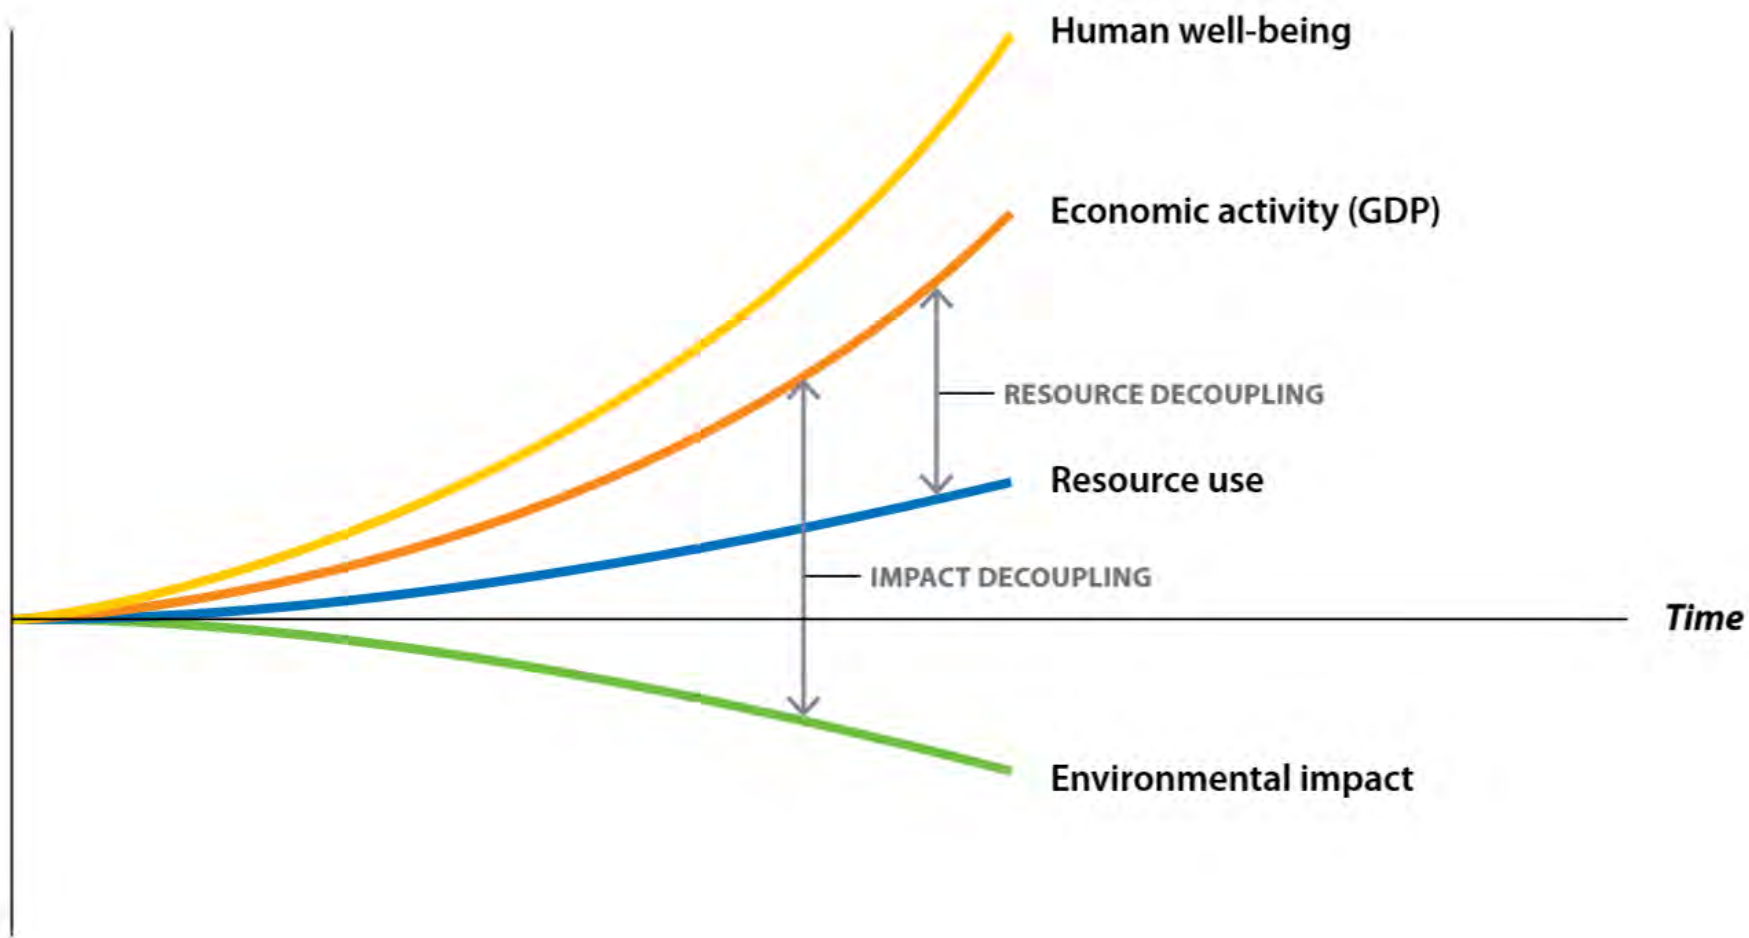 Human well-being
Economic activity (GDP)
RESOURCE DECOUPLING
Resource use
IMPACT DECOUPLING
Time
Environmental impact